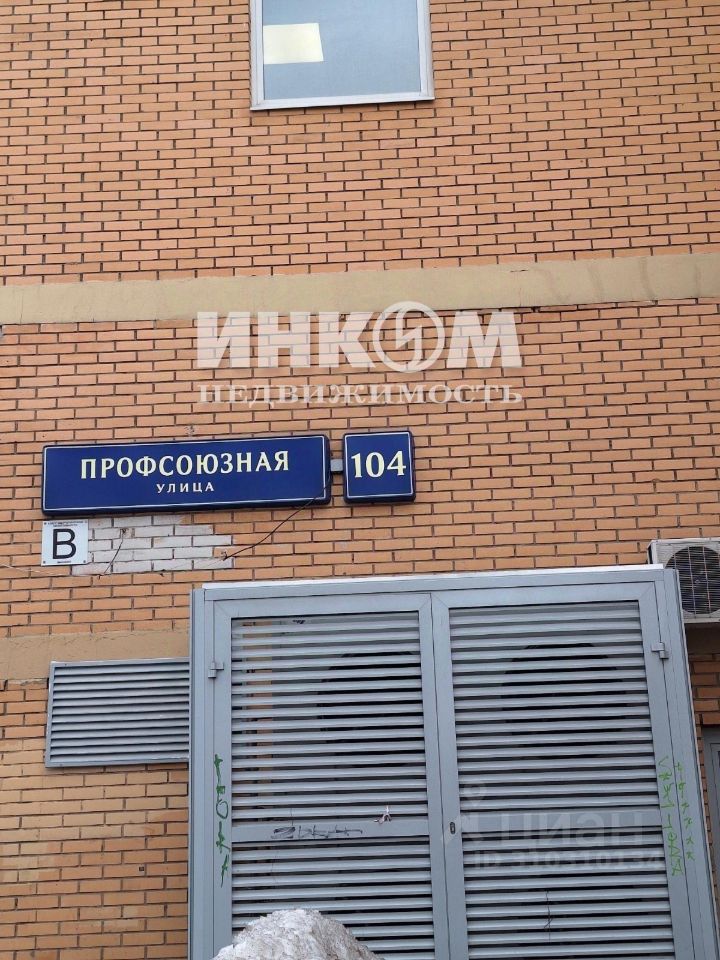 ИНКОМ
НЕДВИЖИМОСТЬ
ПРОФСОЮЗНАЯ
УЛИЦА
104
В
циан